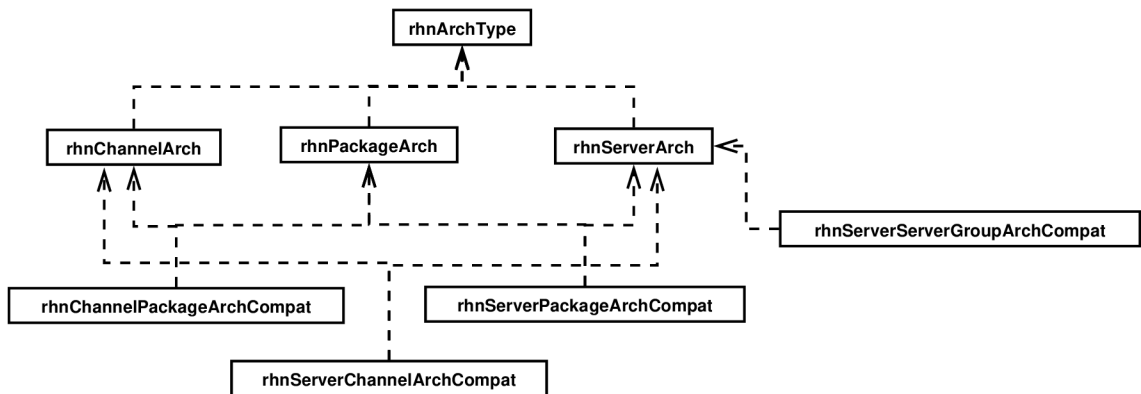 rhnArchType
rhnChannelArch
rhnPackageArch
rhnServerArch
rhnServerServerGroupArchCompat
rhnChannelPackageArchCompat
rhnServerPackageArchCompat
rhnServerChannelArchCompat